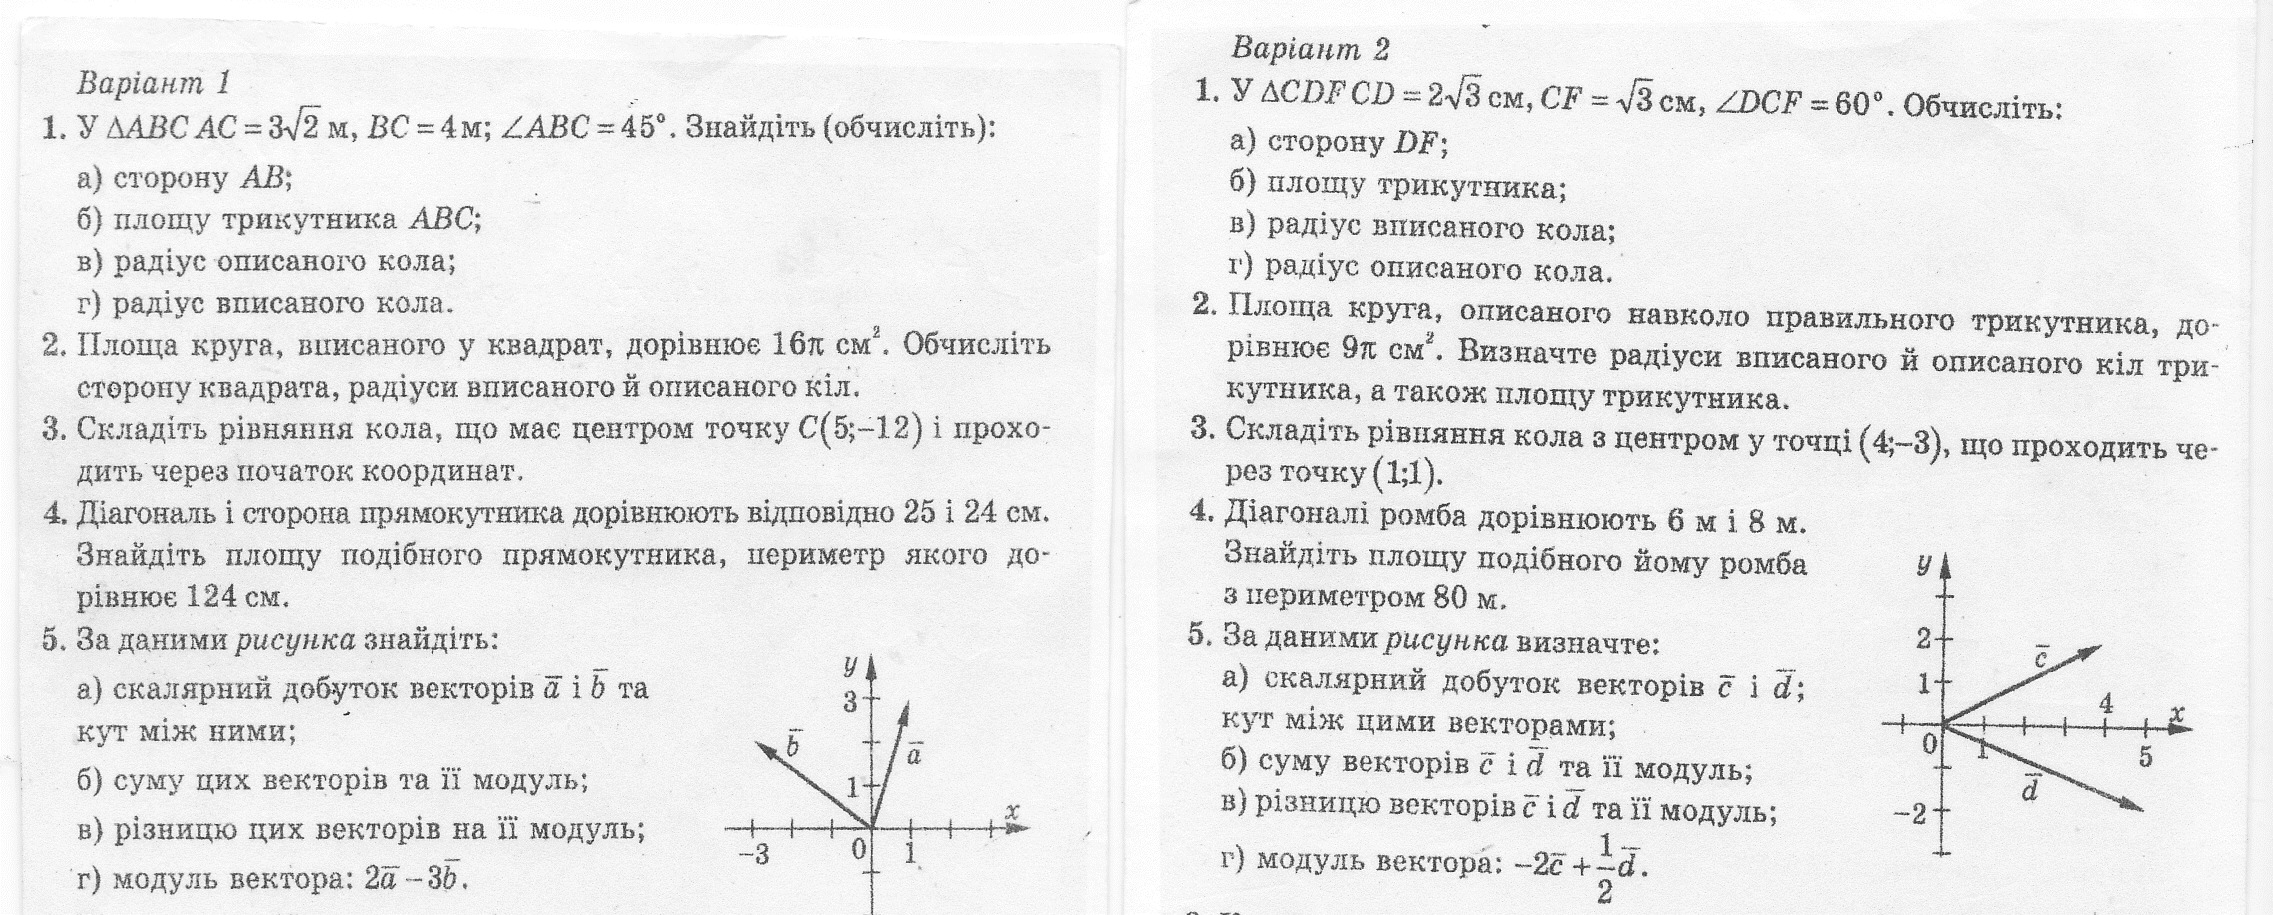 Варіант 1
1. У ΔABC AC = 3√2 м, BC = 4 м; ∠ABC = 45°. Знайдіть (обчисліть):
а) сторону AB;
б) площу трикутника ABC;
в) радіус описаного кола;
г) радіус вписаного кола.
2. Площа круга, вписаного у квадрат, дорівнює 16π см². Обчисліть
сторону квадрата, радіуси вписаного й описаного кіл.
3. Складіть рівняння кола, що має центром точку C(5;–12) і прохо-
дить через початок координат.
4. Діагональ і сторона прямокутника дорівнюють відповідно 25 і 24 см.
Знайдіть площу подібного прямокутника, периметр якого до-
рівнює 124 см.
5. За даними рисунка знайдіть:
а) скалярний добуток векторів a̅ і b̅ та
кут між ними;
б) суму цих векторів та її модуль;
в) різницю цих векторів на її модуль;
г) модуль вектора: 2a̅ – 3b̅.
y
3
b̅
a̅
1
x
–3
0
1
Варіант 2
1. У ΔCDF CD = 2√3 см, CF = √3 см, ∠DCF = 60°. Обчисліть:
а) сторону DF;
б) площу трикутника;
в) радіус вписаного кола;
г) радіус описаного кола.
2. Площа круга, описаного навколо правильного трикутника, до-
рівнює 9π см². Визначте радіуси вписаного й описаного кіл три-
кутника, а також площу трикутника.
3. Складіть рівняння кола з центром у точці (4;–3), що проходить че-
рез точку (1;1).
4. Діагоналі ромба дорівнюють 6 м і 8 м.
Знайдіть площу подібного йому ромба
з периметром 80 м.
5. За даними рисунка визначте:
а) скалярний добуток векторів c̅ і d̅;
кут між цими векторами;
б) суму векторів c̅ і d̅ та її модуль;
в) різницю векторів c̅ і d̅ та її модуль;
г) модуль вектора: –2c̅ + 1/2 d̅.
y
2
c̅
1
4
x
0
1
5
d̅
–2